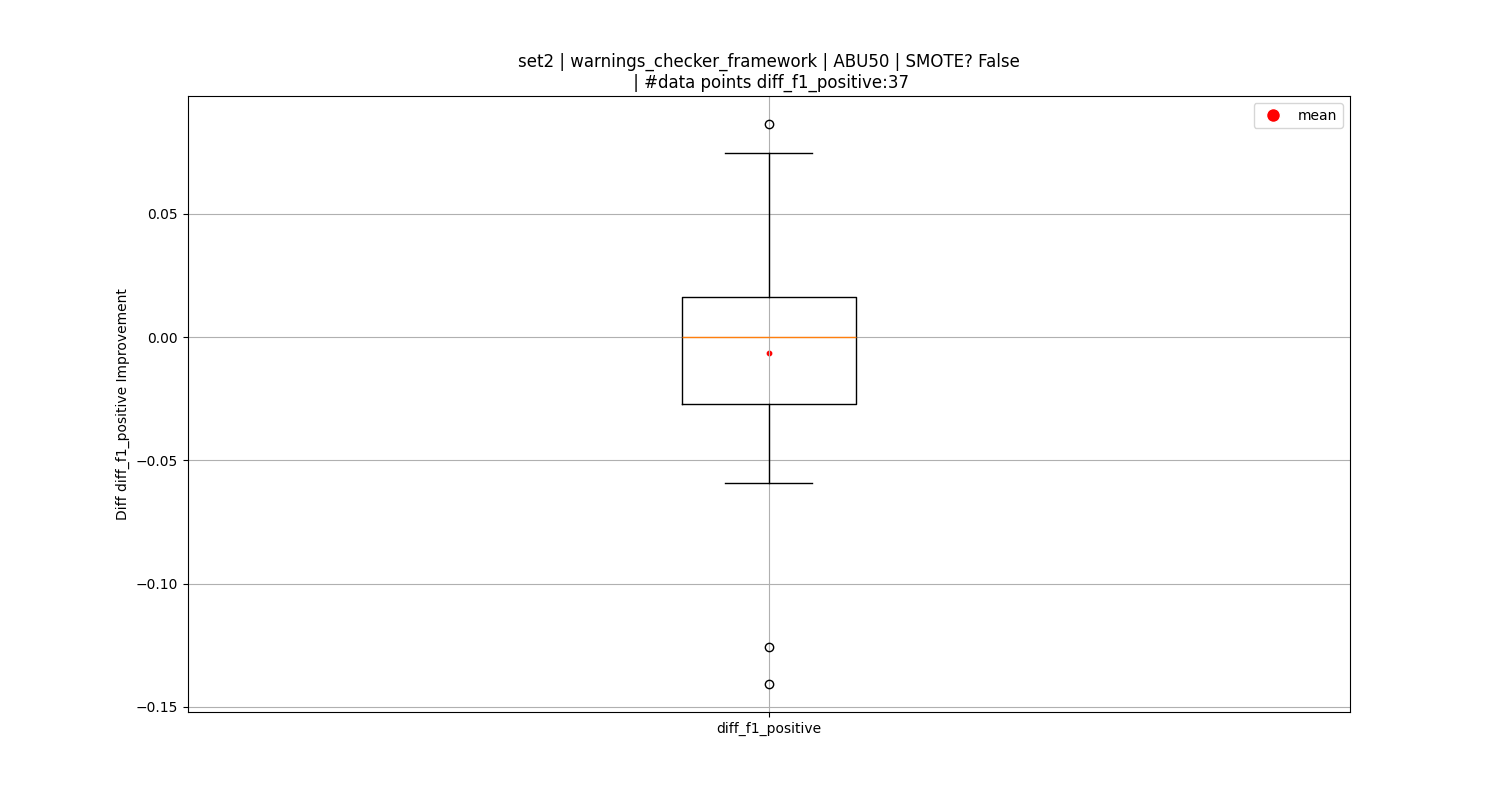 set2 | warnings_checker_framework | ABU50 | SMOTE? False
| #data points diff_f1_positive:37
mean
0.05
0.00
−0.05
−0.10
−0.15
Diff diff_f1_positive Improvement
diff_f1_positive